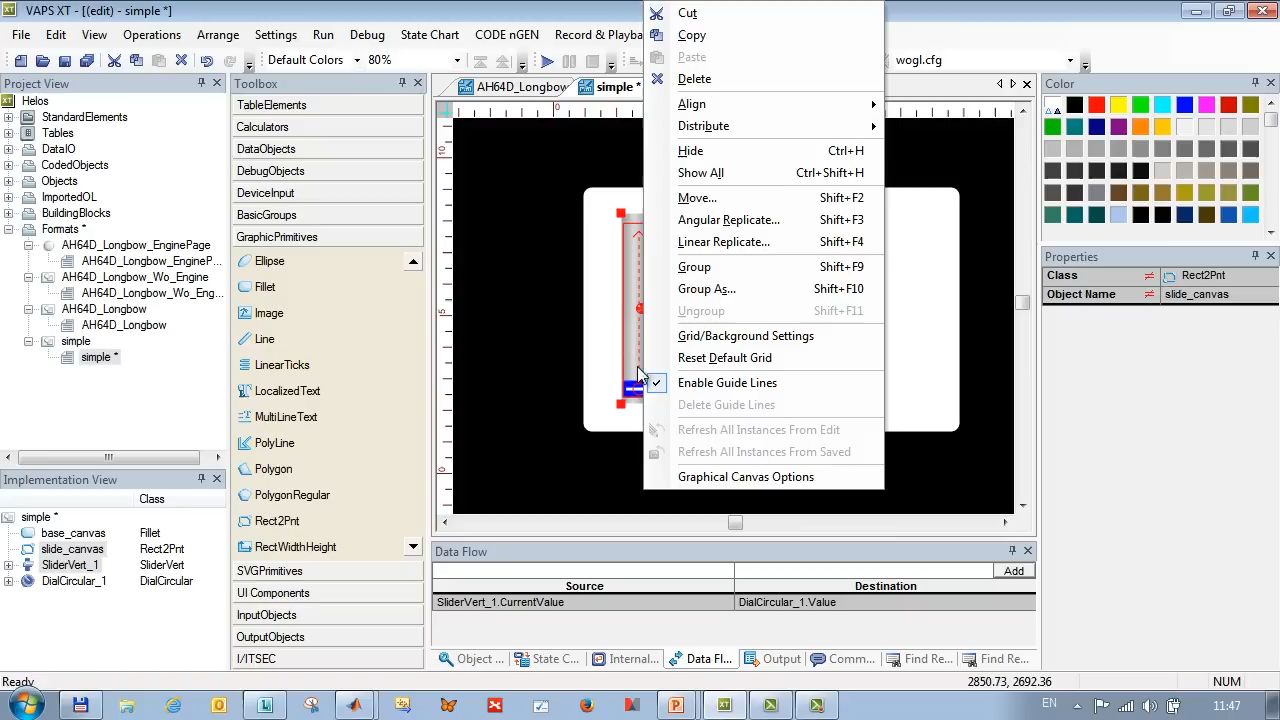 VAPS XT - [(edit) - simple *]
File Edit View Operations Arrange Settings Run Debug State Chart CODE nGEN Record & Playba
Default Colors 80% wogl.cfg
Project View
Helos
StandardElements
Tables
DataIO
CodedObjects
Objects
ImportedOL
BuildingBlocks
Formats *
AH64D_Longbow_EnginePage
AH64D_Longbow_EngineP...
AH64D_Longbow_Wo_Engine
AH64D_Longbow_Wo_Eng...
AH64D_Longbow
AH64D_Longbow
simple
simple *
Implementation View
Class
simple *
base_canvas Fillet
slide_canvas Rect2Pnt
SliderVert_1 SliderVert
DialCircular_1 DialCircular
Toolbox
TableElements
Calculators
DataObjects
DebugObjects
DeviceInput
BasicGroups
GraphicPrimitives
Ellipse
Fillet
Image
Line
LinearTicks
LocalizedText
MultiLineText
PolyLine
Polygon
PolygonRegular
Rect2Pnt
RectWidthHeight
SVGPrimitives
UI Components
InputObjects
OutputObjects
I/ITSEC
AH64D_Longbow simple *
0
10
5
0
Cut
Copy
Paste
Delete
Align
Distribute
Hide Ctrl+H
Show All Ctrl+Shift+H
Move... Shift+F2
Angular Replicate... Shift+F3
Linear Replicate... Shift+F4
Group Shift+F9
Group As... Shift+F10
Ungroup Shift+F11
Grid/Background Settings
Reset Default Grid
Enable Guide Lines
Delete Guide Lines
Refresh All Instances From Edit
Refresh All Instances From Saved
Graphical Canvas Options
Data Flow
Add
Source Destination
SliderVert_1.CurrentValue DialCircular_1.Value
Object ... State C... Internal... Data Fl... Output Comm... Find Re... Find Re...
Color
Properties
Class Rect2Pnt
Object Name slide_canvas
Ready 2850.73, 2692.36 NUM
EN 11:47